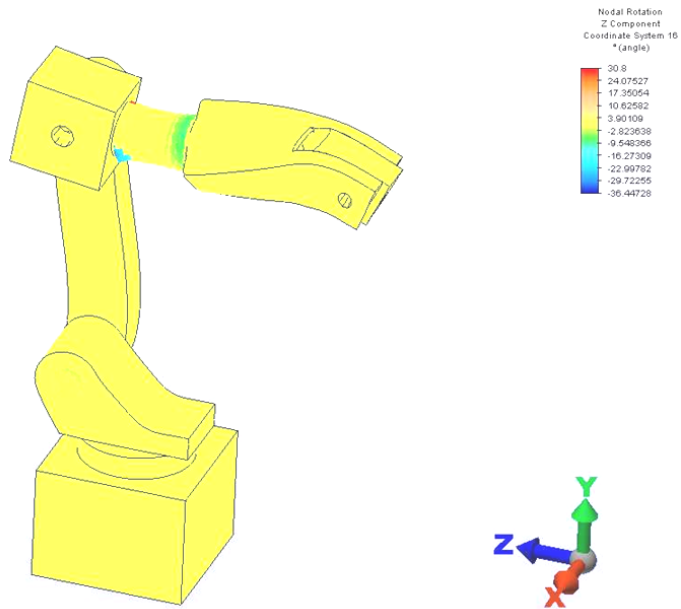 Nodal Rotation
Z Component
Coordinate System 16
° (angle)
30.8
24.07527
17.35054
10.62582
3.90109
-2.823638
-9.548366
-16.27309
-22.99782
-29.72255
-36.44728
Y
Z
X